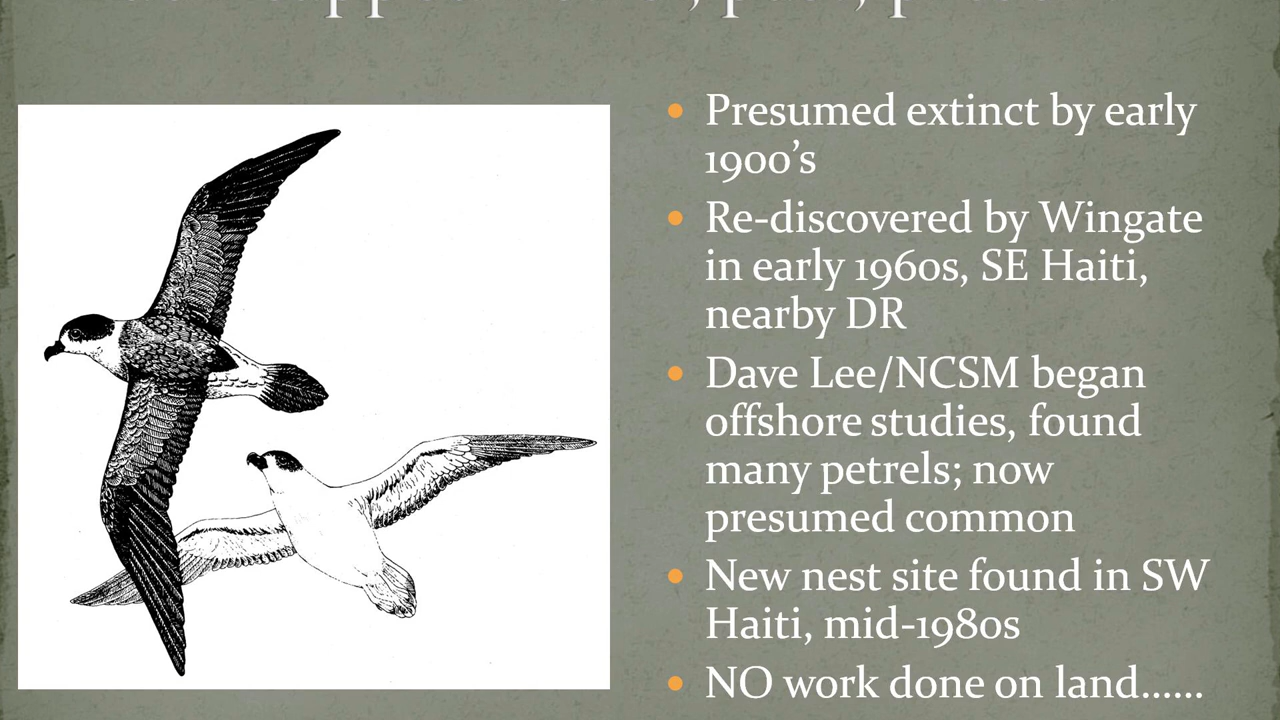 Presumed extinct by early
1900’s
Re-discovered by Wingate
in early 1960s, SE Haiti,
nearby DR
Dave Lee/NCSM began
offshore studies, found
many petrels; now
presumed common
New nest site found in SW
Haiti, mid-1980s
NO work done on land……